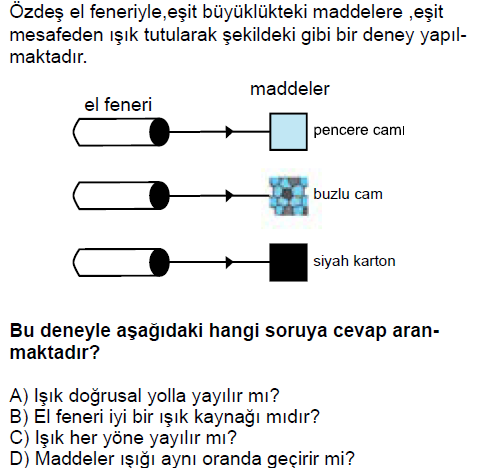 Özdeş el feneriyle,eşit büyüklükteki maddelere ,eşit
mesafeden ışık tutularak şekildeki gibi bir deney yapıl-
maktadır.
maddeler
el feneri
pencere camı
buzlu cam
siyah karton
Bu deneyle aşağıdaki hangi soruya cevap aran-
maktadır?
A) Işık doğrusal yolla yayılır mı?
B) El feneri iyi bir ışık kaynağı mıdır?
C) Işık her yöne yayılır mı?
D) Maddeler ışığı aynı oranda geçirir mi?